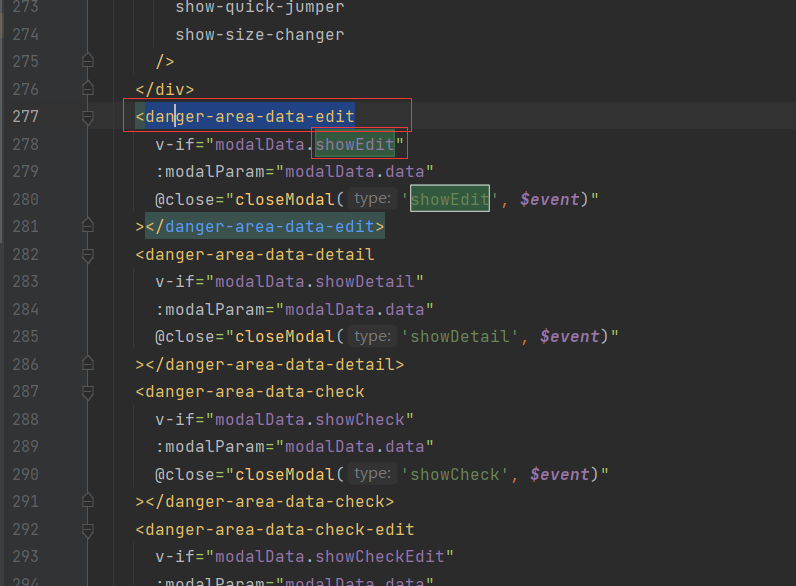 273 show-quick-jumper
274 show-size-changer
275 />
276 </div>
277 <danger-area-data-edit
278 v-if="modalData.showEdit"
279 :modalParam="modalData.data"
280 @close="closeModal( type: 'showEdit', $event)"
281 ></danger-area-data-edit>
282 <danger-area-data-detail
283 v-if="modalData.showDetail"
284 :modalParam="modalData.data"
285 @close="closeModal( type: 'showDetail', $event)"
286 ></danger-area-data-detail>
287 <danger-area-data-check
288 v-if="modalData.showCheck"
289 :modalParam="modalData.data"
290 @close="closeModal( type: 'showCheck', $event)"
291 ></danger-area-data-check>
292 <danger-area-data-check-edit
293 v-if="modalData.showCheckEdit"
294 :modalParam="modalData.data"